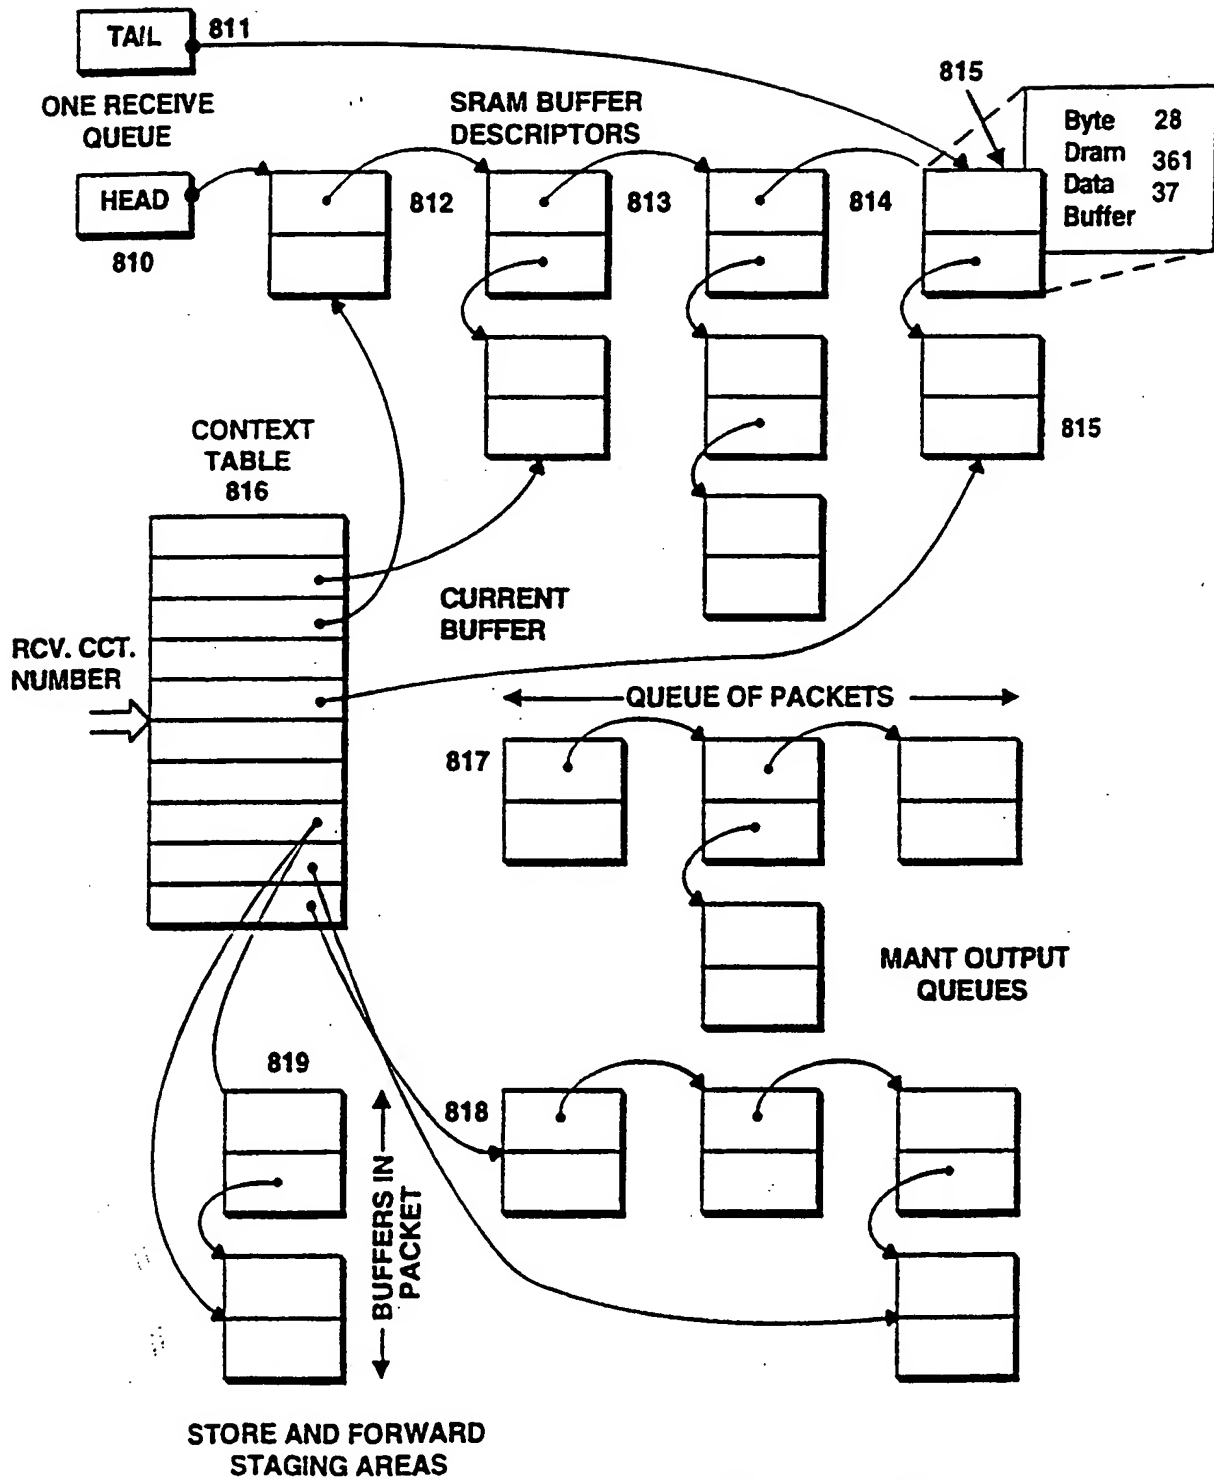 TAIL
811
ONE RECEIVE
QUEUE
HEAD
810
SRAM BUFFER
DESCRIPTORS
812
813
814
815
Byte 28
Dram 361
Data 37
Buffer
815
CONTEXT
TABLE
816
RCV. CCT.
NUMBER
CURRENT
BUFFER
QUEUE OF PACKETS
817
MANT OUTPUT
QUEUES
819
818
BUFFERS IN
PACKET
STORE AND FORWARD
STAGING AREAS